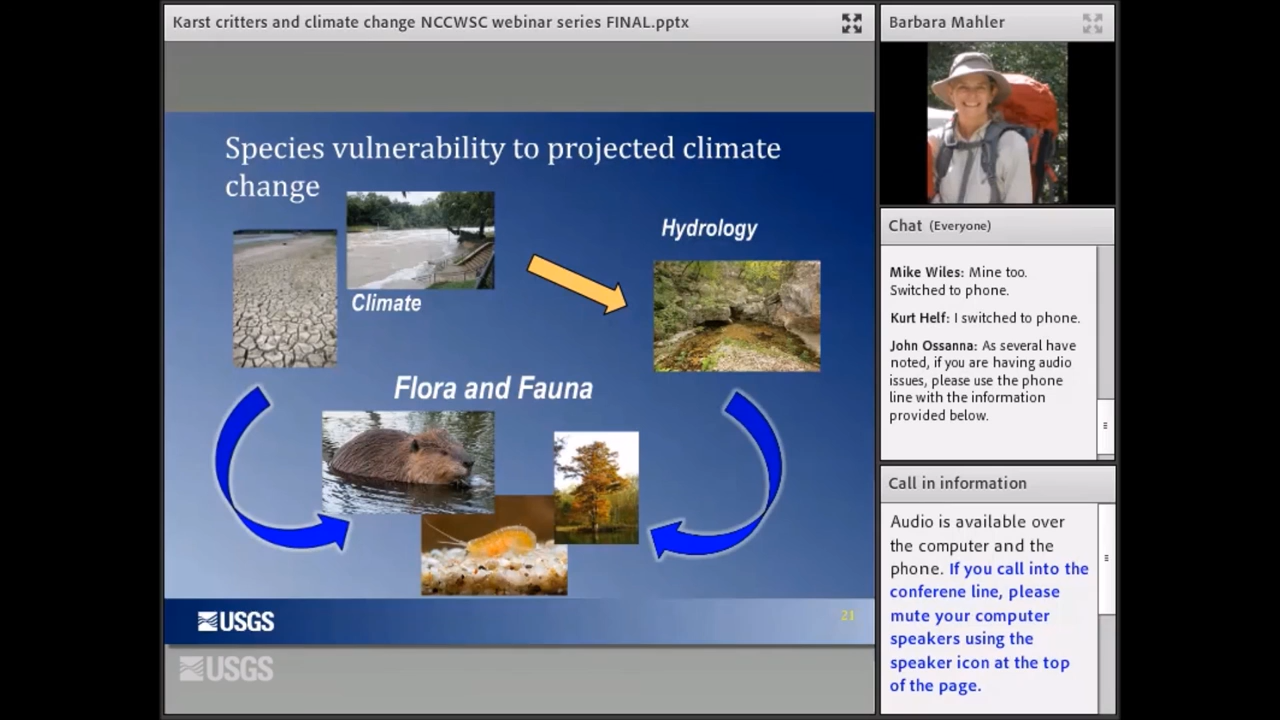 Karst critters and climate change NCCWSC webinar series FINAL.pptx
Species vulnerability to projected climate
change
Climate
Hydrology
Flora and Fauna
USGS
21
USGS
Barbara Mahler
Chat (Everyone)
Mike Wiles: Mine too.
Switched to phone.
Kurt Helf: I switched to phone.
John Ossanna: As several have
noted, if you are having audio
issues, please use the phone
line with the information
provided below.
Call in information
Audio is available over
the computer and the
phone. If you call into the
conferene line, please
mute your computer
speakers using the
speaker icon at the top
of the page.